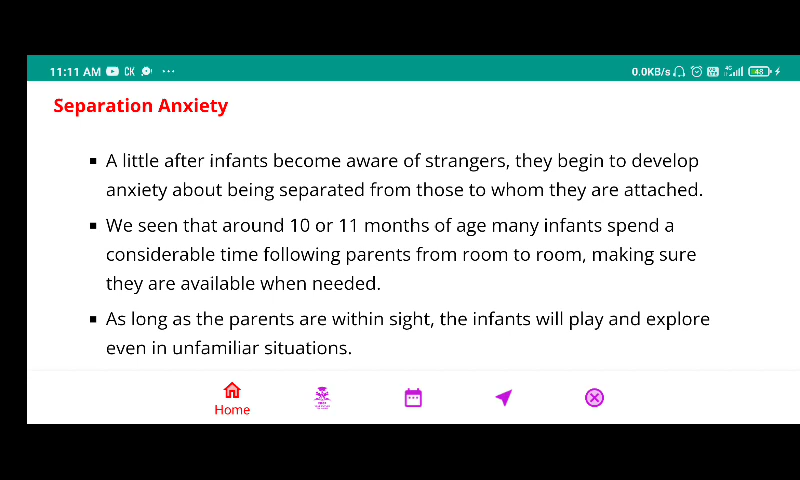 11:11 AM CK ...
0.0KB/s 4G 48
Separation Anxiety
▪ A little after infants become aware of strangers, they begin to develop
anxiety about being separated from those to whom they are attached.
▪ We seen that around 10 or 11 months of age many infants spend a
considerable time following parents from room to room, making sure
they are available when needed.
▪ As long as the parents are within sight, the infants will play and explore
even in unfamiliar situations.
Home